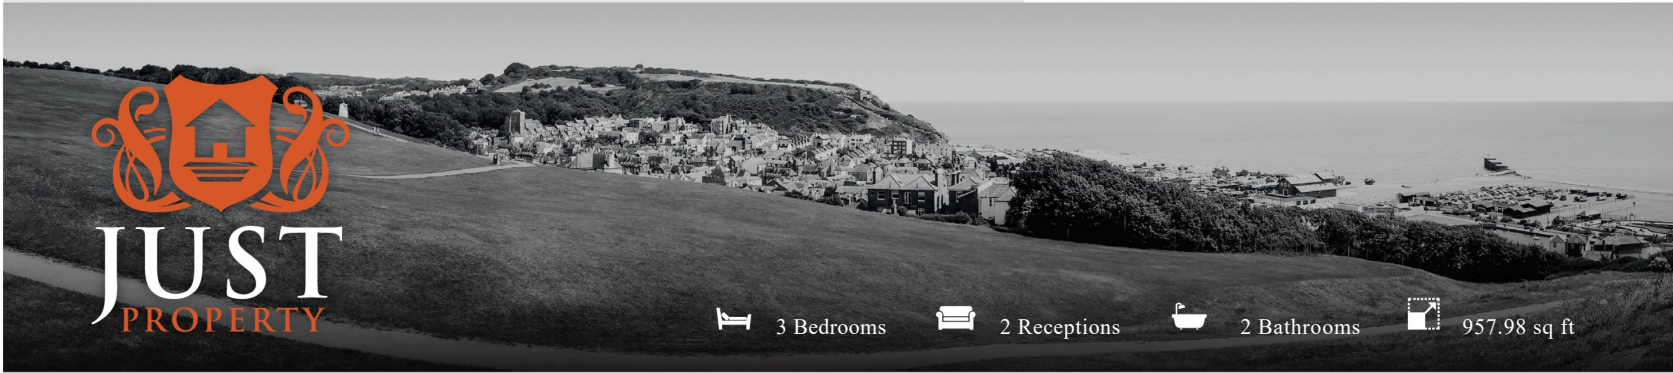 JUST
PROPERTY
3 Bedrooms
2 Receptions
2 Bathrooms
957.98 sq ft